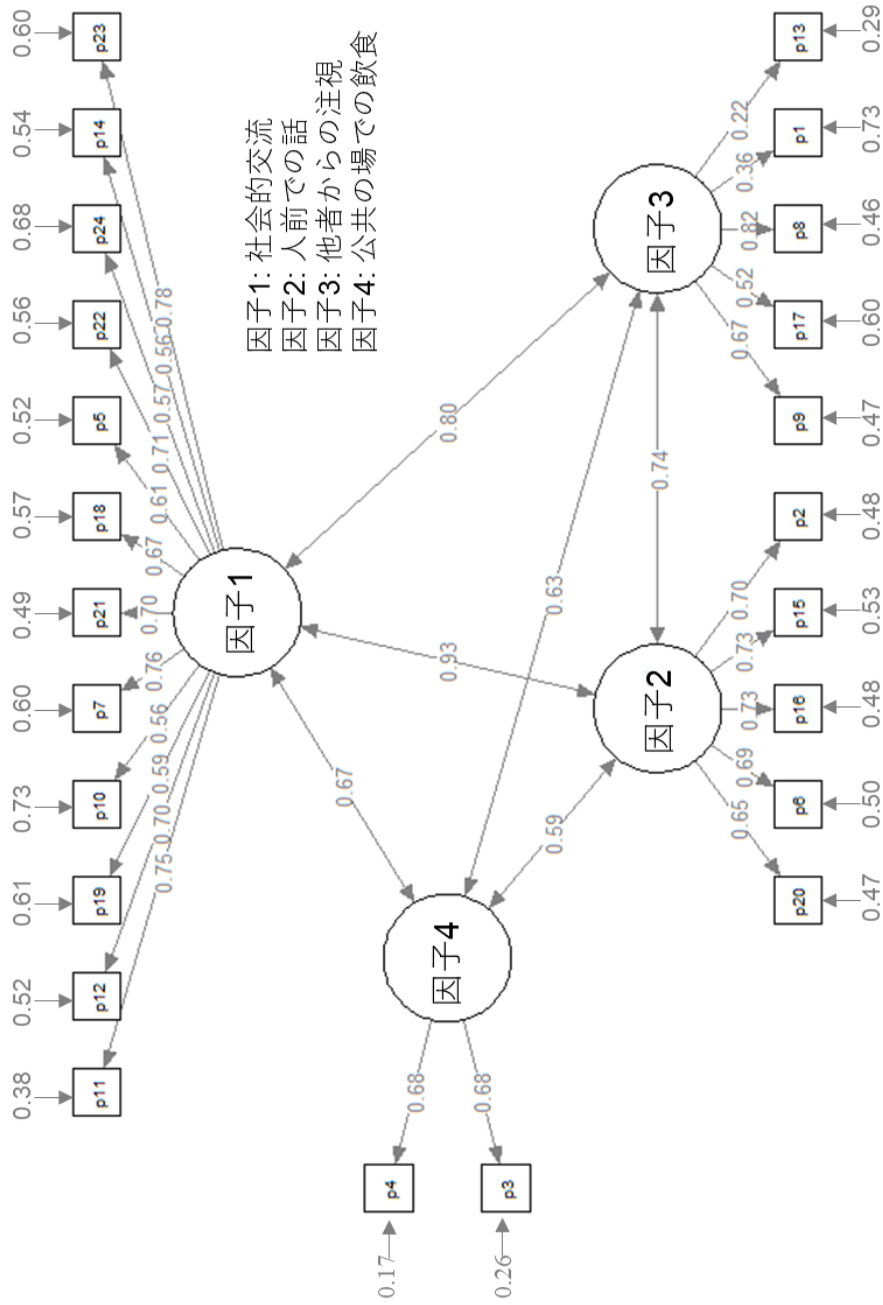 0.38 0.52 0.61 0.73 0.60 0.49 0.57 0.52 0.56 0.68 0.54 0.60
p11 p12 p19 p10 p7 p21 p18 p5 p22 p24 p14 p23
0.75 0.70 0.59 0.56 0.76 0.70 0.67 0.61 0.71 0.57 0.56 0.78
因子1
因子1: 社会的交流
因子2: 人前での話
因子3: 他者からの注視
因子4: 公共の場での飲食
0.67
0.17 p4 0.68
因子4
0.93
0.80
0.26 p3 0.68
0.59
0.63
因子2
0.74
因子3
0.65 0.69 0.73 0.73 0.70 0.67 0.52 0.82 0.36 0.22
p20 p6 p16 p15 p2 p9 p17 p8 p1 p13
0.47 0.50 0.48 0.53 0.48 0.47 0.60 0.46 0.73 0.29